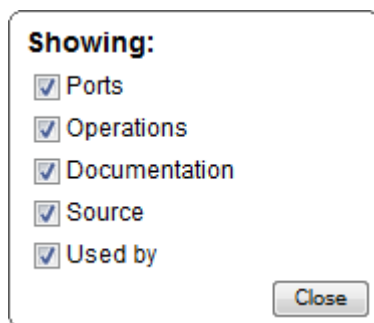 Showing:
Ports
Operations
Documentation
Source
Used by
Close